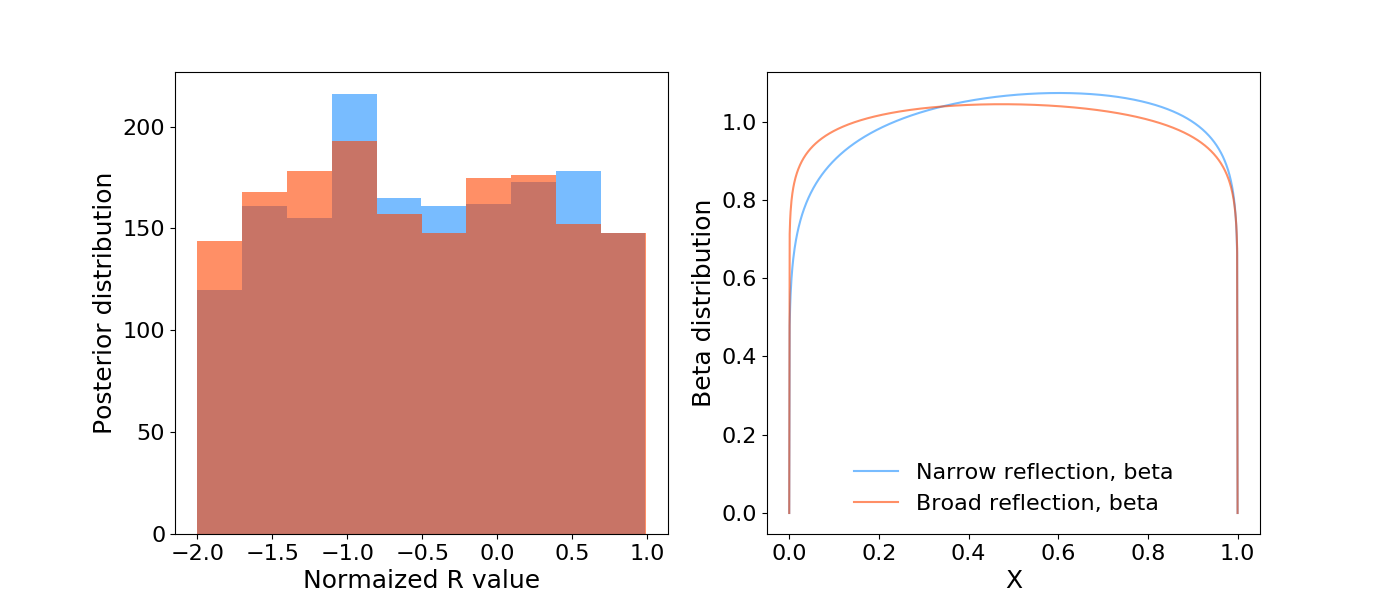 Posterior distribution
200
150
100
50
0
−2.0 −1.5 −1.0 −0.5 0.0 0.5 1.0
Normaized R value
Beta distribution
1.0
0.8
0.6
0.4
0.2
0.0
Narrow reflection, beta
Broad reflection, beta
0.0 0.2 0.4 0.6 0.8 1.0
X